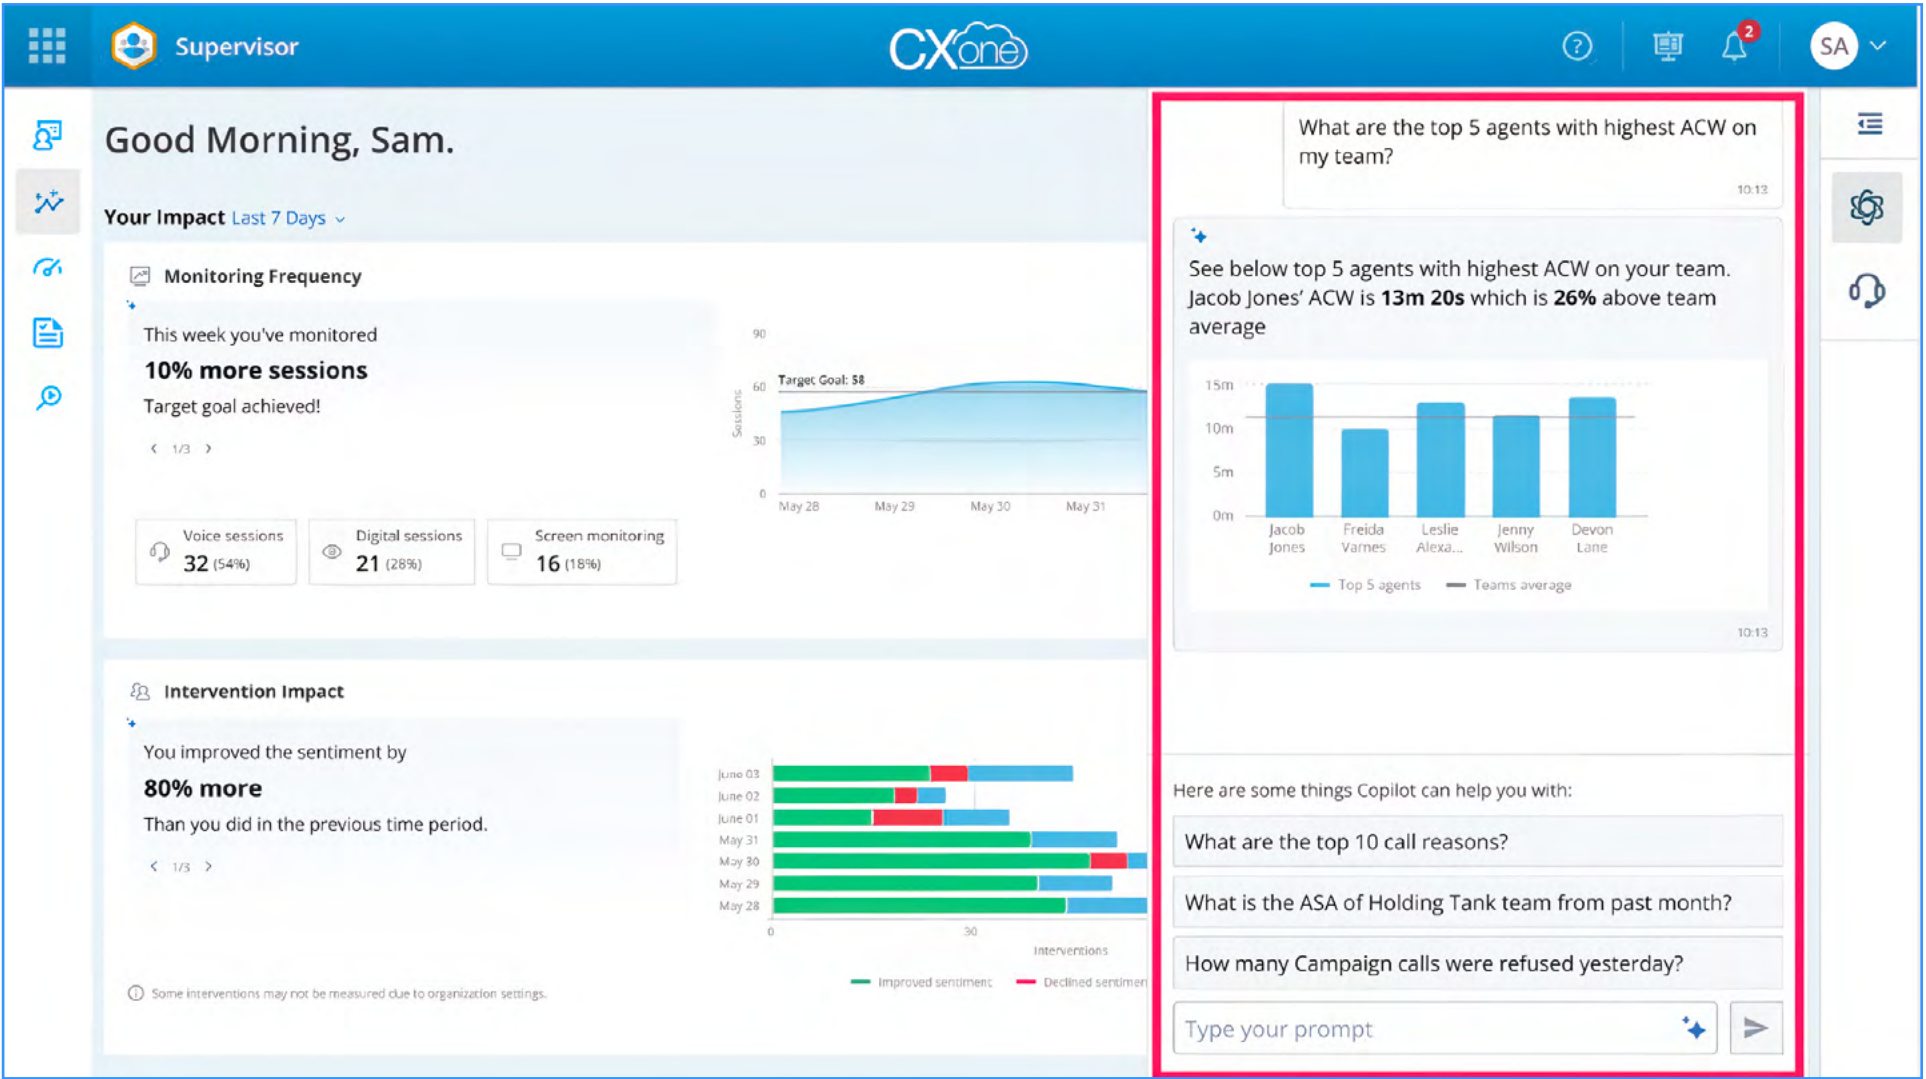 Supervisor
CXone
2
SA
Good Morning, Sam.
Your Impact Last 7 Days
Monitoring Frequency
This week you've monitored
10% more sessions
Target goal achieved!
1/3
90
60
30
0
Sessions
Target Goal: 58
May 28
May 29
May 30
May 31
Voice sessions
32 (54%)
Digital sessions
21 (28%)
Screen monitoring
16 (18%)
Intervention Impact
You improved the sentiment by
80% more
Than you did in the previous time period.
1/3
June 03
June 02
June 01
May 31
May 30
May 29
May 28
0
30
Interventions
Improved sentiment
Declined sentimen
Some interventions may not be measured due to organization settings.
What are the top 5 agents with highest ACW on
my team?
10:13
See below top 5 agents with highest ACW on your team.
Jacob Jones' ACW is 13m 20s which is 26% above team
average
15m
10m
5m
0m
Jacob
Jones
Freida
Varnes
Leslie
Alexa...
Jenny
Wilson
Devon
Lane
Top 5 agents
Teams average
10:13
Here are some things Copilot can help you with:
What are the top 10 call reasons?
What is the ASA of Holding Tank team from past month?
How many Campaign calls were refused yesterday?
Type your prompt